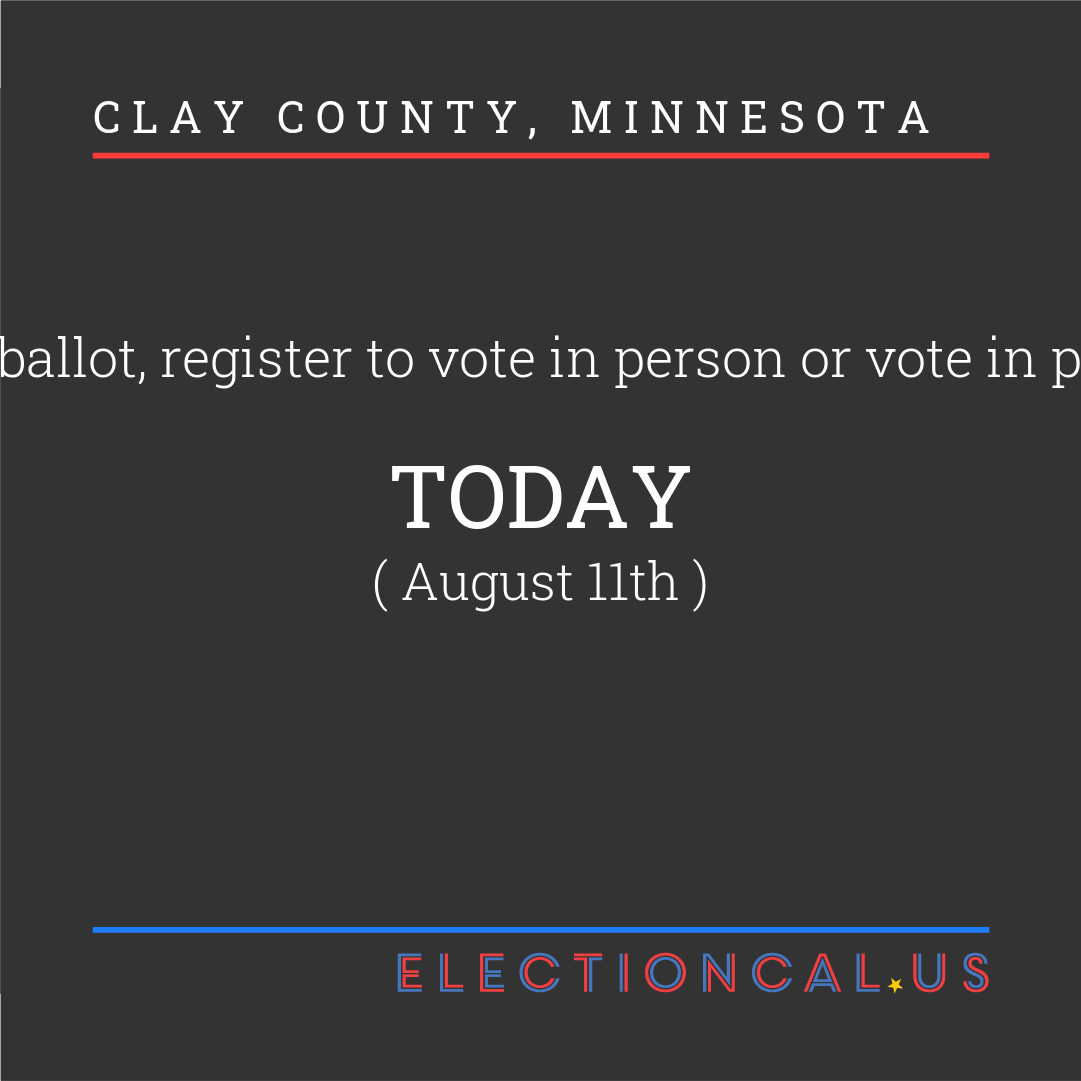 CLAY COUNTY, MINNESOTA
ballot, register to vote in person or vote in p
TODAY
( August 11th )
ELECTIONCAL.US